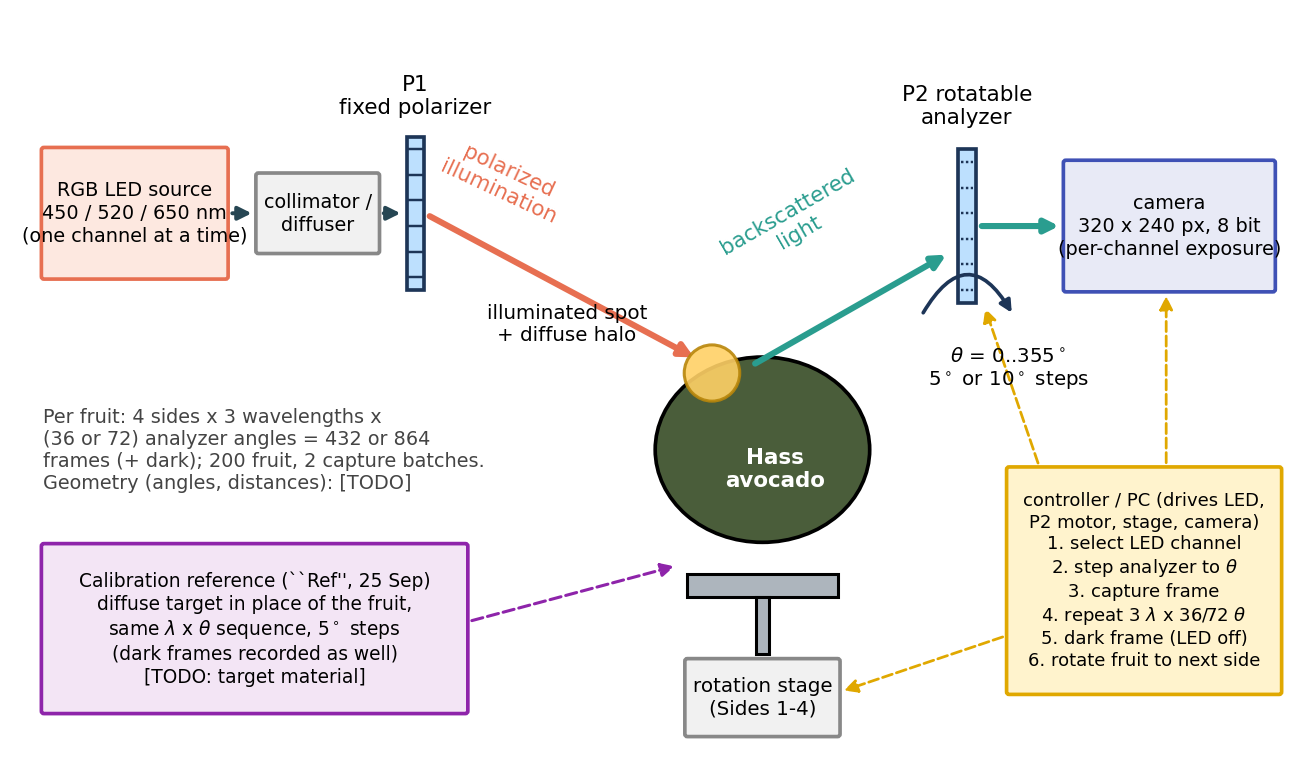 P1
fixed polarizer
P2 rotatable
analyzer
RGB LED source
450 / 520 / 650 nm
(one channel at a time)
collimator /
diffuser
polarized
illumination
backscattered
light
camera
320 x 240 px, 8 bit
(per-channel exposure)
illuminated spot
+ diffuse halo
θ = 0..355°
5° or 10° steps
Per fruit: 4 sides x 3 wavelengths x
(36 or 72) analyzer angles = 432 or 864
frames (+ dark); 200 fruit, 2 capture batches.
Geometry (angles, distances): [TODO]
Hass
avocado
controller / PC (drives LED,
P2 motor, stage, camera)
1. select LED channel
2. step analyzer to θ
3. capture frame
4. repeat 3 λ x 36/72 θ
5. dark frame (LED off)
6. rotate fruit to next side
Calibration reference (``Ref'', 25 Sep)
diffuse target in place of the fruit,
same λ x θ sequence, 5° steps
(dark frames recorded as well)
[TODO: target material]
rotation stage
(Sides 1-4)